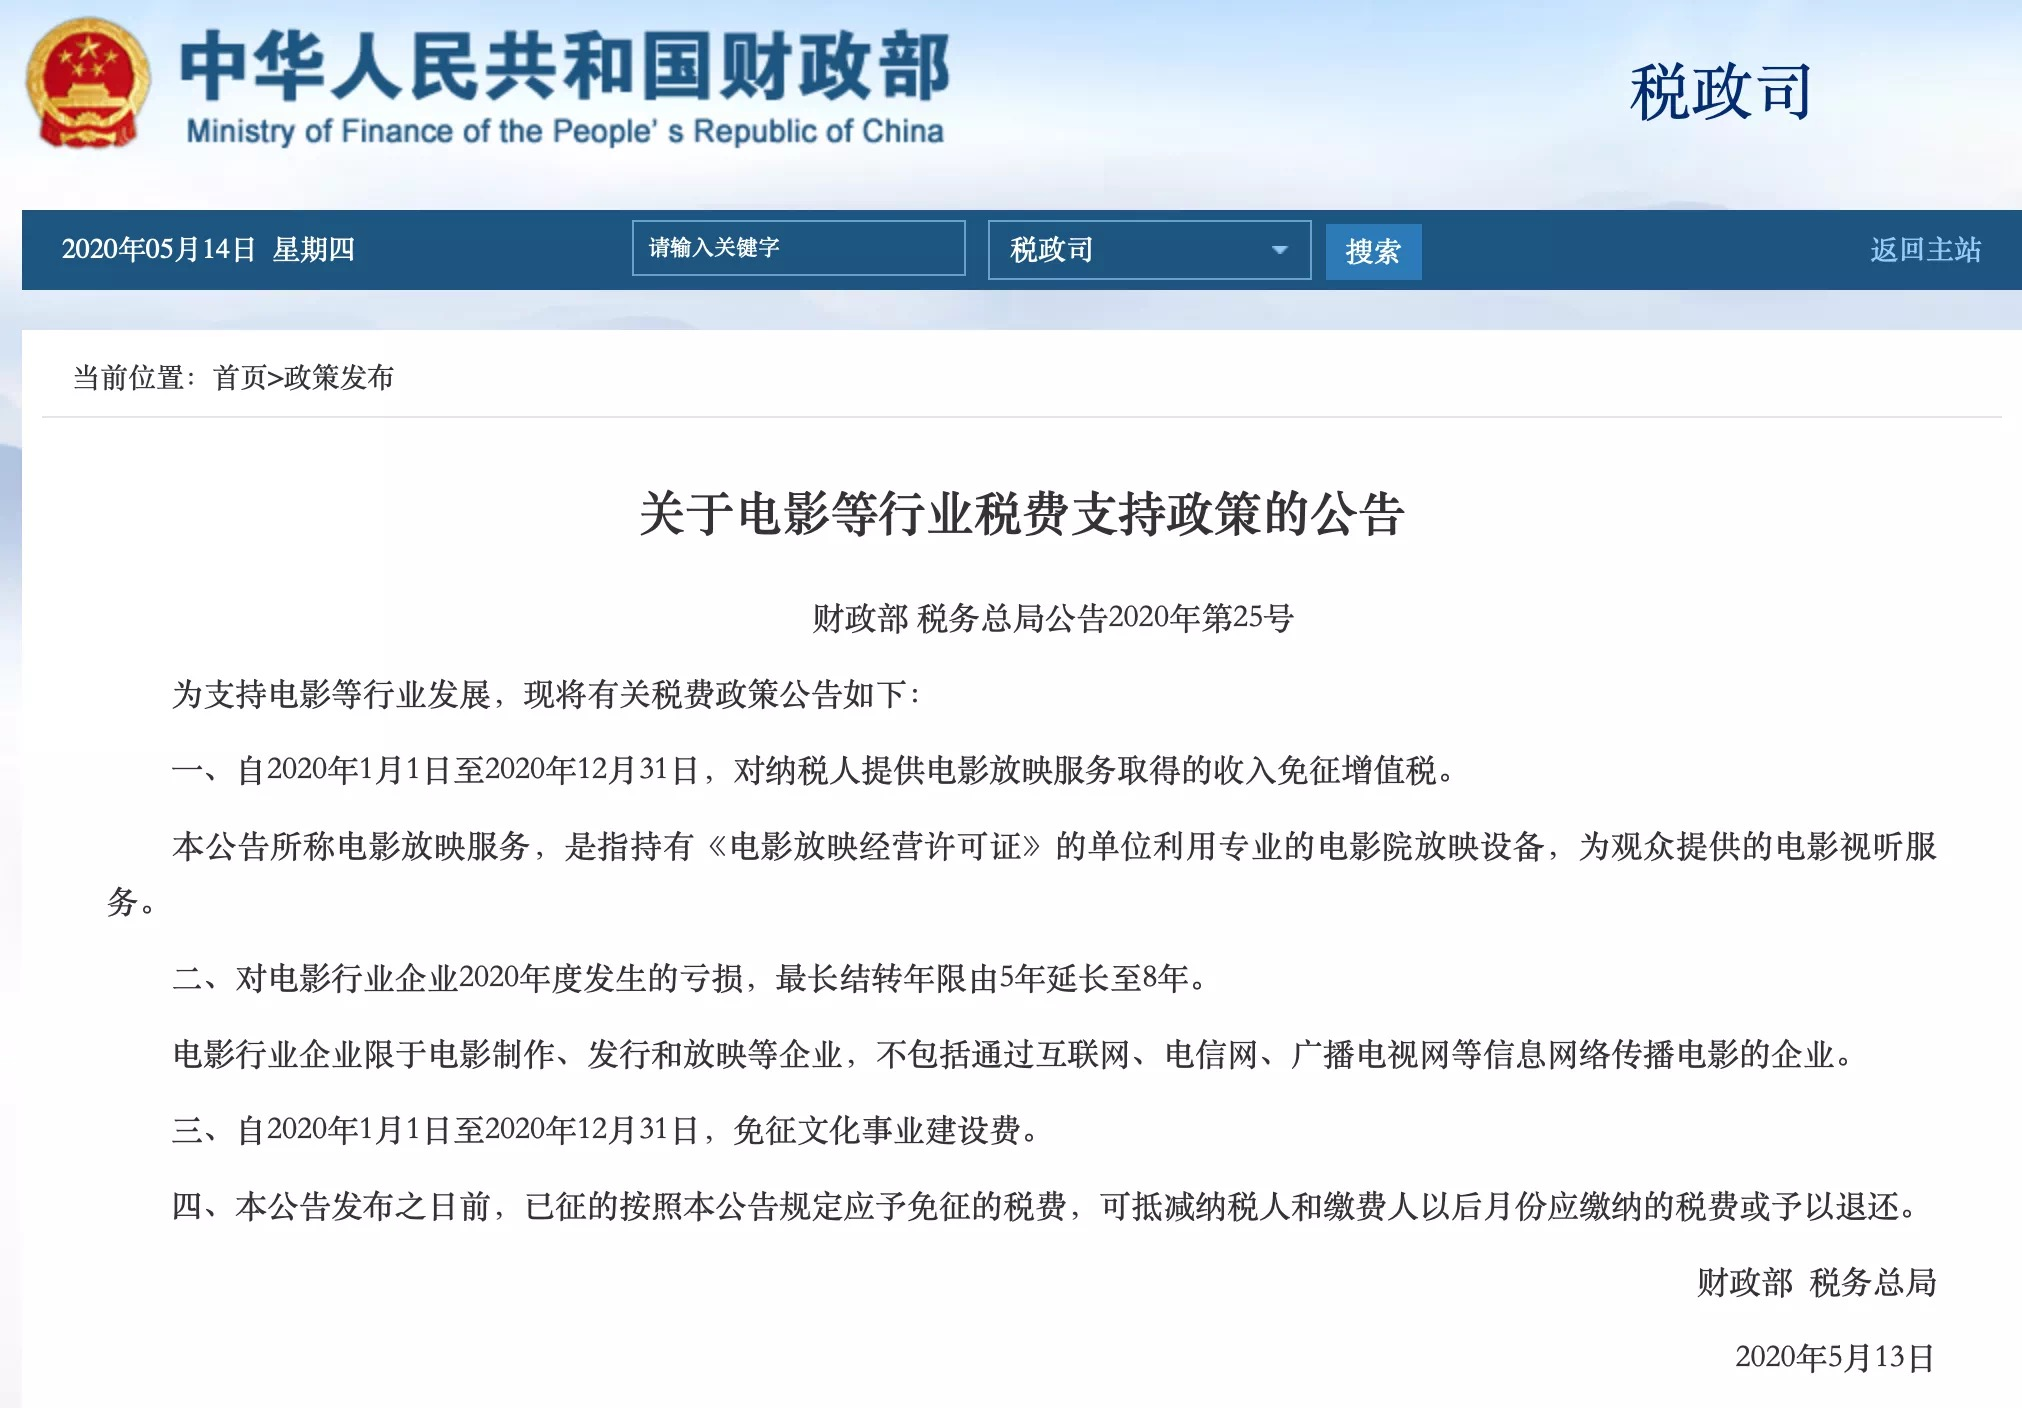 中华人民共和国财政部
Ministry of Finance of the People' s Republic of China
税政司
2020年05月14日 星期四
请输入关键字
税政司
搜索
返回主站
当前位置：首页>政策发布
关于电影等行业税费支持政策的公告
财政部 税务总局公告2020年第25号
为支持电影等行业发展，现将有关税费政策公告如下：
一、自2020年1月1日至2020年12月31日，对纳税人提供电影放映服务取得的收入免征增值税。
本公告所称电影放映服务，是指持有《电影放映经营许可证》的单位利用专业的电影院放映设备，为观众提供的电影视听服
务。
二、对电影行业企业2020年度发生的亏损，最长结转年限由5年延长至8年。
电影行业企业限于电影制作、发行和放映等企业，不包括通过互联网、电信网、广播电视网等信息网络传播电影的企业。
三、自2020年1月1日至2020年12月31日，免征文化事业建设费。
四、本公告发布之日前，已征的按照本公告规定应予免征的税费，可抵减纳税人和缴费人以后月份应缴纳的税费或予以退还。
财政部 税务总局
2020年5月13日